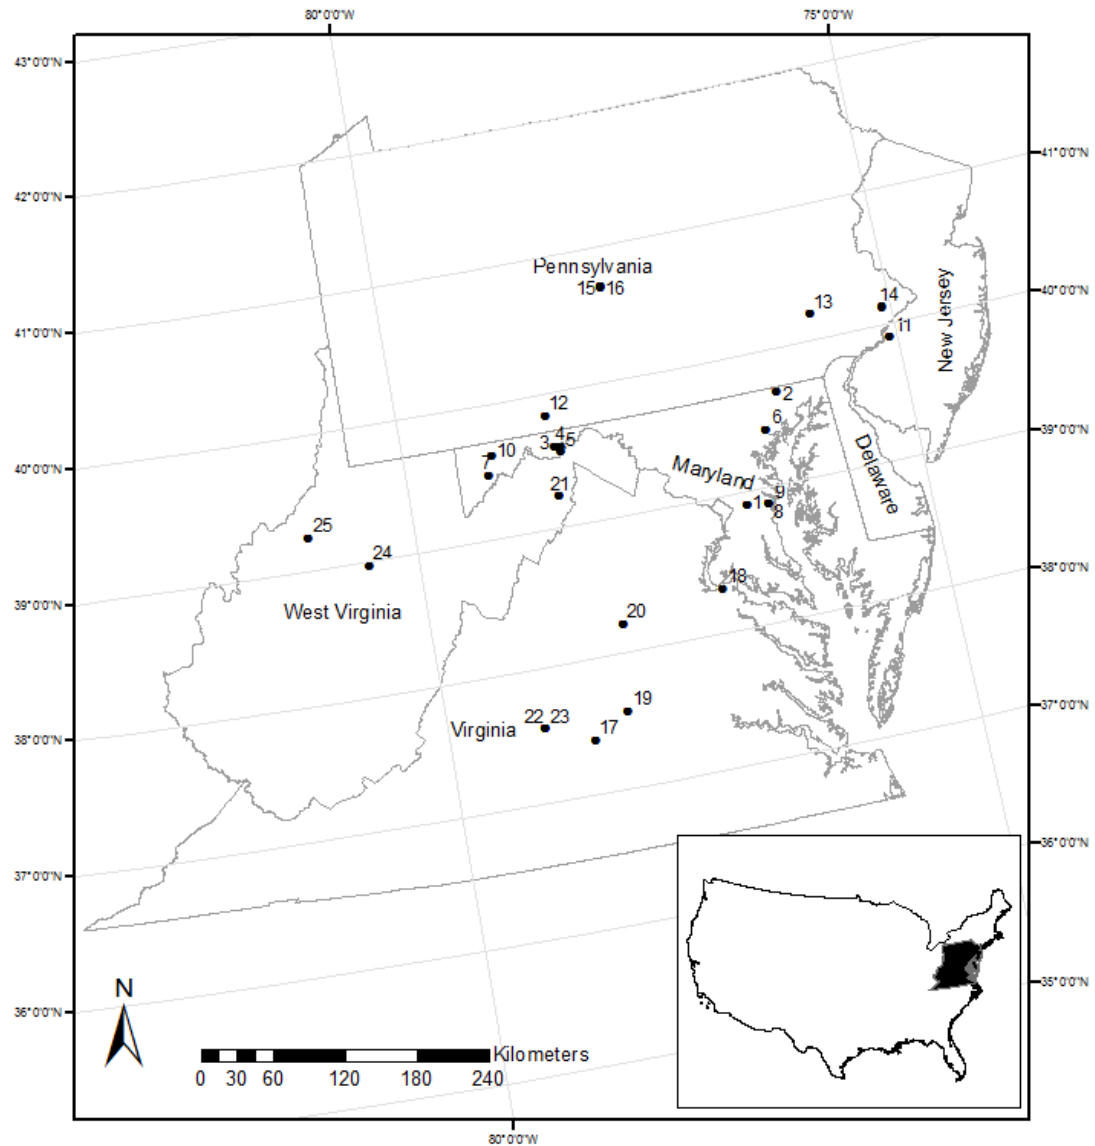 80°0'0"W 75°0'0"W
43°0'0"N
41°0'0"N
42°0'0"N
Pennsylvania
15 16
40°0'0"N
14
13
New Jersey
11
41°0'0"N
2
12
6
39°0'0"N
4
3 5
10
7
Delaware
Maryland
40°0'0"N
21
9
1
8
25
24
38°0'0"N
18
39°0'0"N
West Virginia
20
19
37°0'0"N
22 23
Virginia
17
38°0'0"N
36°0'0"N
37°0'0"N
35°0'0"N
N
36°0'0"N
Kilometers
0 30 60 120 180 240
80°0'0"W